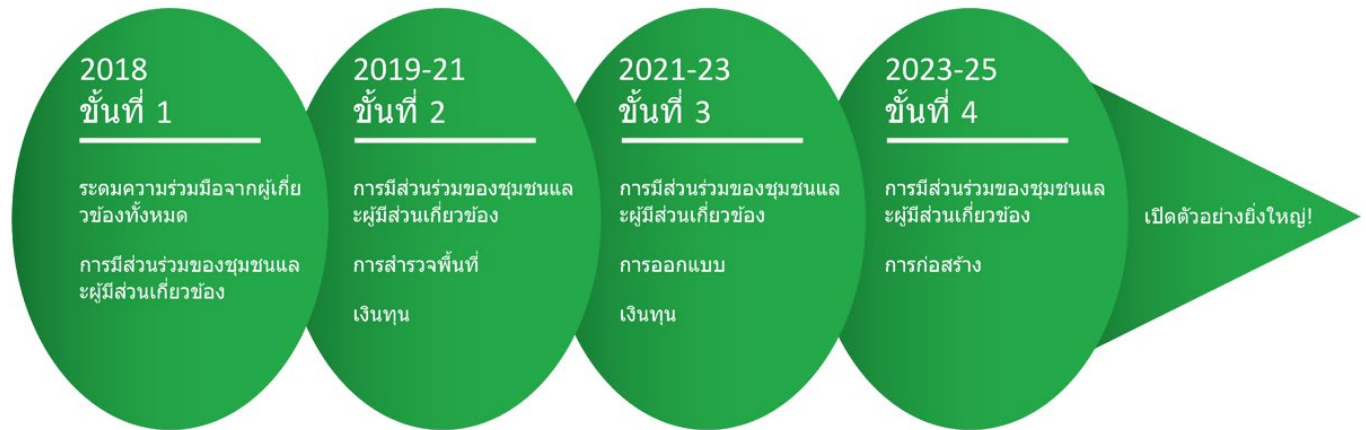 2018
ขั้นที่ 1
ระดมความร่วมมือจากผู้เกี่ย
วข้องทั้งหมด
การมีส่วนร่วมของชุมชนแล
ะผู้มีส่วนเกี่ยวข้อง
2019-21
ขั้นที่ 2
การมีส่วนร่วมของชุมชนแล
ะผู้มีส่วนเกี่ยวข้อง
การสำรวจพื้นที่
เงินทุน
2021-23
ขั้นที่ 3
การมีส่วนร่วมของชุมชนแล
ะผู้มีส่วนเกี่ยวข้อง
การออกแบบ
เงินทุน
2023-25
ขั้นที่ 4
การมีส่วนร่วมของชุมชนแล
ะผู้มีส่วนเกี่ยวข้อง
การก่อสร้าง
เปิดตัวอย่างยิ่งใหญ่!